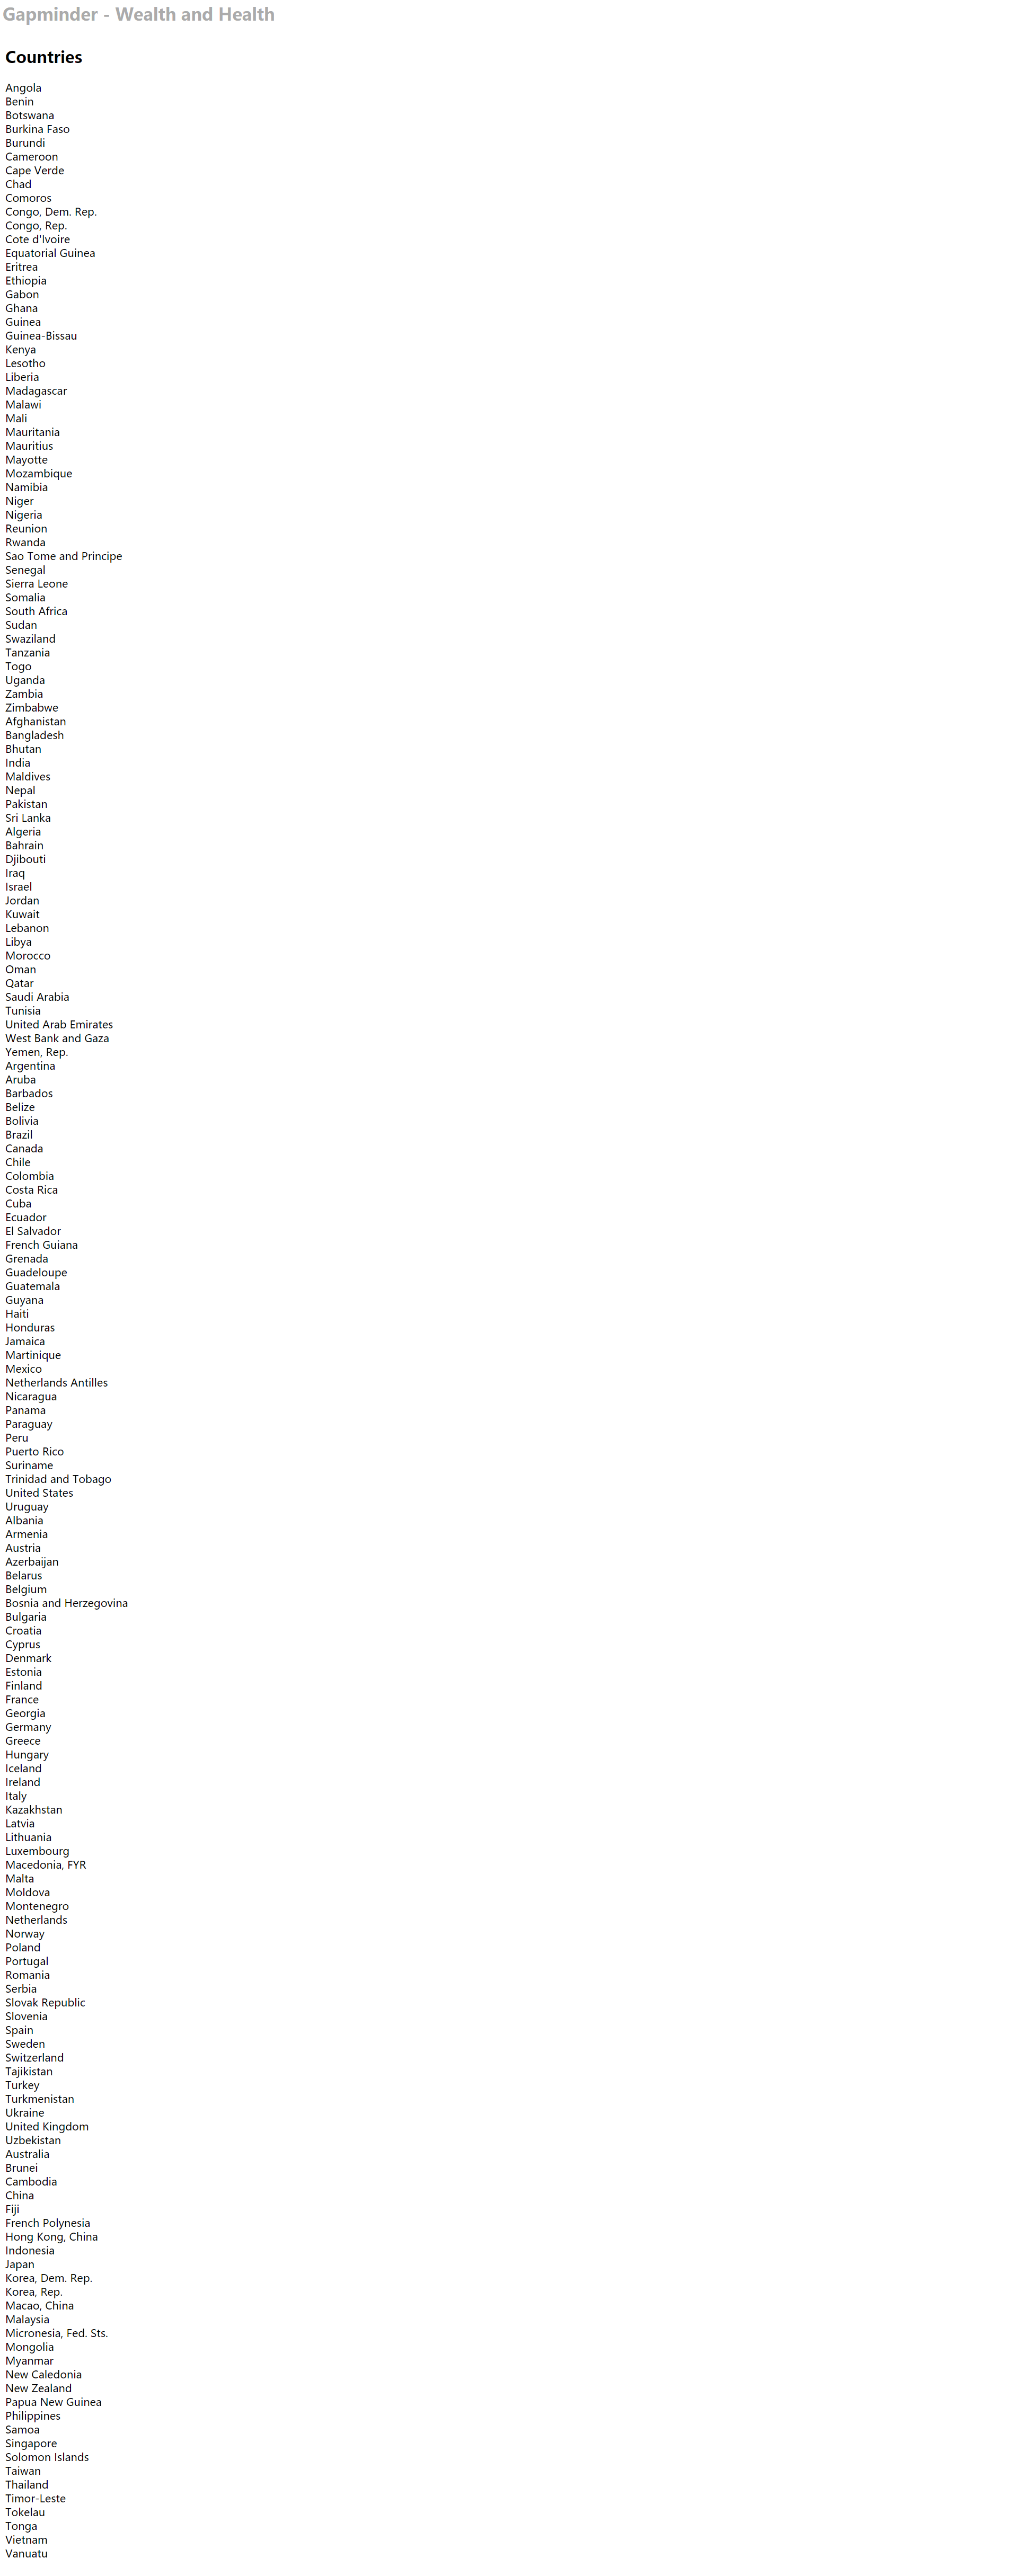 Gapminder - Wealth and Health
Countries
Angola
Benin
Botswana
Burkina Faso
Burundi
Cameroon
Cape Verde
Chad
Comoros
Congo, Dem. Rep.
Congo, Rep.
Cote d'Ivoire
Equatorial Guinea
Eritrea
Ethiopia
Gabon
Ghana
Guinea
Guinea-Bissau
Kenya
Lesotho
Liberia
Madagascar
Malawi
Mali
Mauritania
Mauritius
Mayotte
Mozambique
Namibia
Niger
Nigeria
Reunion
Rwanda
Sao Tome and Principe
Senegal
Sierra Leone
Somalia
South Africa
Sudan
Swaziland
Tanzania
Togo
Uganda
Zambia
Zimbabwe
Afghanistan
Bangladesh
Bhutan
India
Maldives
Nepal
Pakistan
Sri Lanka
Algeria
Bahrain
Djibouti
Iraq
Israel
Jordan
Kuwait
Lebanon
Libya
Morocco
Oman
Qatar
Saudi Arabia
Tunisia
United Arab Emirates
West Bank and Gaza
Yemen, Rep.
Argentina
Aruba
Barbados
Belize
Bolivia
Brazil
Canada
Chile
Colombia
Costa Rica
Cuba
Ecuador
El Salvador
French Guiana
Grenada
Guadeloupe
Guatemala
Guyana
Haiti
Honduras
Jamaica
Martinique
Mexico
Netherlands Antilles
Nicaragua
Panama
Paraguay
Peru
Puerto Rico
Suriname
Trinidad and Tobago
United States
Uruguay
Albania
Armenia
Austria
Azerbaijan
Belarus
Belgium
Bosnia and Herzegovina
Bulgaria
Croatia
Cyprus
Denmark
Estonia
Finland
France
Georgia
Germany
Greece
Hungary
Iceland
Ireland
Italy
Kazakhstan
Latvia
Lithuania
Luxembourg
Macedonia, FYR
Malta
Moldova
Montenegro
Netherlands
Norway
Poland
Portugal
Romania
Serbia
Slovak Republic
Slovenia
Spain
Sweden
Switzerland
Tajikistan
Turkey
Turkmenistan
Ukraine
United Kingdom
Uzbekistan
Australia
Brunei
Cambodia
China
Fiji
French Polynesia
Hong Kong, China
Indonesia
Japan
Korea, Dem. Rep.
Korea, Rep.
Macao, China
Malaysia
Micronesia, Fed. Sts.
Mongolia
Myanmar
New Caledonia
New Zealand
Papua New Guinea
Philippines
Samoa
Singapore
Solomon Islands
Taiwan
Thailand
Timor-Leste
Tokelau
Tonga
Vietnam
Vanuatu